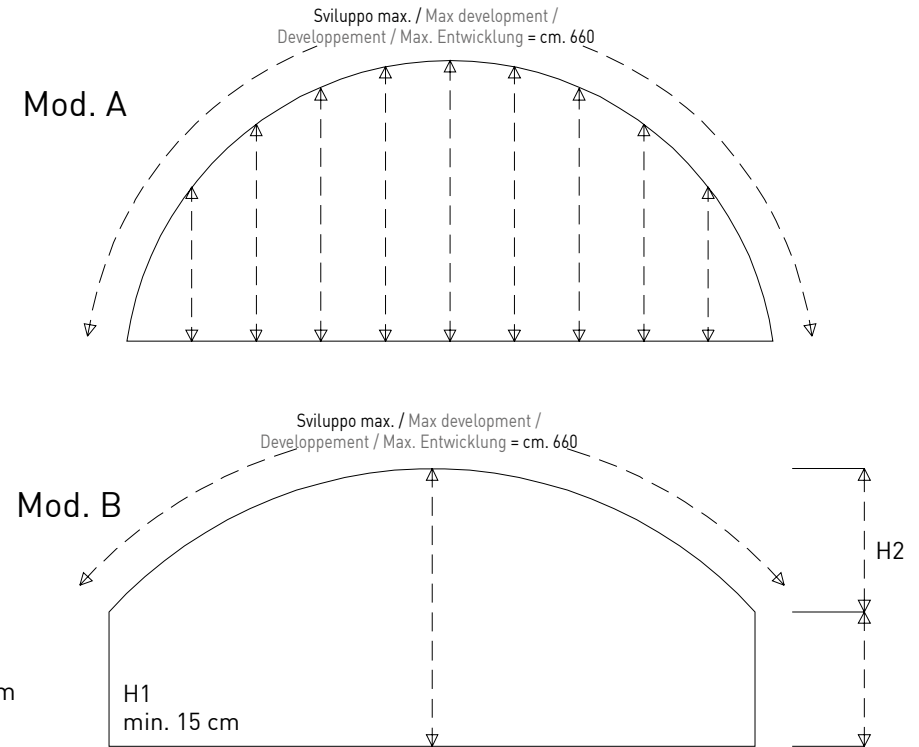 Sviluppo max. / Max development /
Developpement / Max. Entwicklung = cm. 660
Mod. A
Sviluppo max. / Max development /
Developpement / Max. Entwicklung = cm. 660
Mod. B
H2
m
H1
min. 15 cm